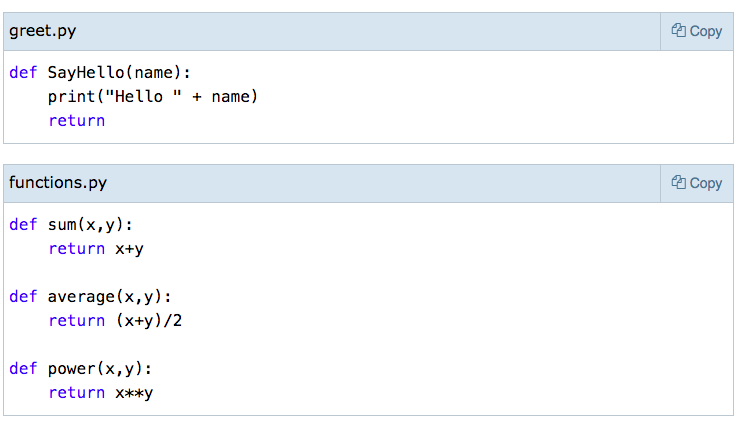 greet.py Copy
def SayHello(name):
    print("Hello " + name)
    return
functions.py Copy
def sum(x,y):
    return x+y
def average(x,y):
    return (x+y)/2
def power(x,y):
    return x**y